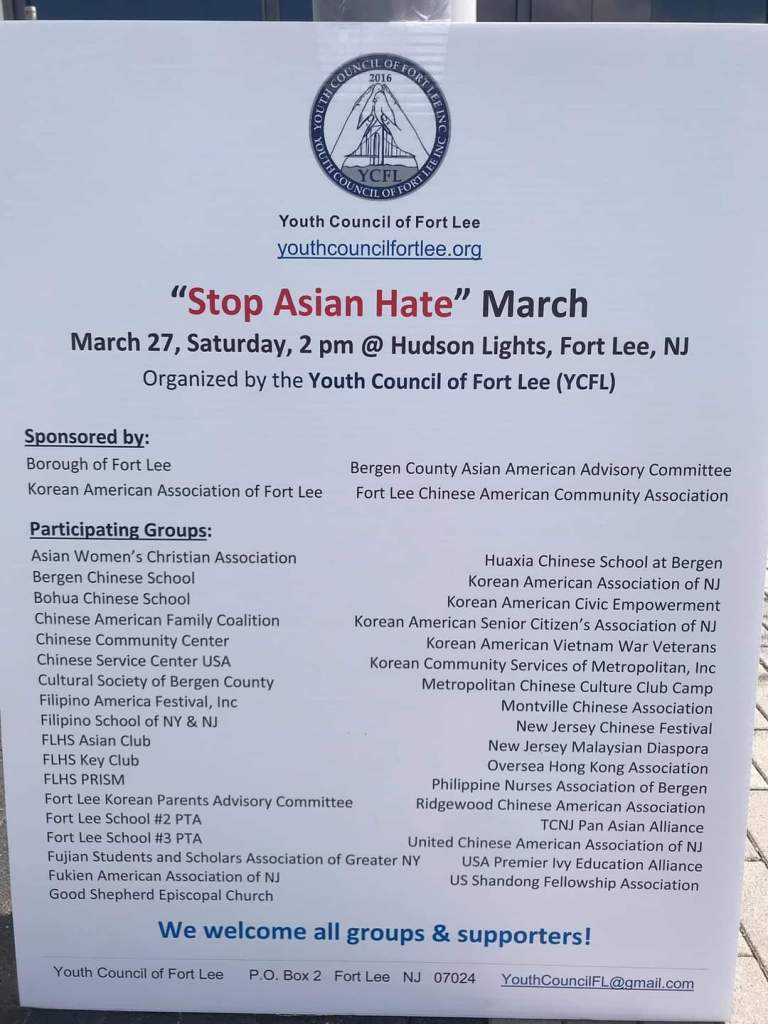 YOUTH COUNCIL OF FORT LEE INC
2016
YCFL
YOUTH COUNCIL OF FORT LEE INC
Youth Council of Fort Lee
youthcouncilfortlee.org
“Stop Asian Hate” March
March 27, Saturday, 2 pm @ Hudson Lights, Fort Lee, NJ
Organized by the Youth Council of Fort Lee (YCFL)
Sponsored by:
Borough of Fort Lee
Korean American Association of Fort Lee
Bergen County Asian American Advisory Committee
Fort Lee Chinese American Community Association
Participating Groups:
Asian Women's Christian Association
Bergen Chinese School
Bohua Chinese School
Chinese American Family Coalition
Chinese Community Center
Chinese Service Center USA
Cultural Society of Bergen County
Filipino America Festival, Inc
Filipino School of NY & NJ
FLHS Asian Club
FLHS Key Club
FLHS PRISM
Fort Lee Korean Parents Advisory Committee
Fort Lee School #2 PTA
Fort Lee School #3 PTA
Fujian Students and Scholars Association of Greater NY
Fukien American Association of NJ
Good Shepherd Episcopal Church
Huaxia Chinese School at Bergen
Korean American Association of NJ
Korean American Civic Empowerment
Korean American Senior Citizen's Association of NJ
Korean American Vietnam War Veterans
Korean Community Services of Metropolitan, Inc
Metropolitan Chinese Culture Club Camp
Montville Chinese Association
New Jersey Chinese Festival
New Jersey Malaysian Diaspora
Oversea Hong Kong Association
Philippine Nurses Association of Bergen
Ridgewood Chinese American Association
TCNJ Pan Asian Alliance
United Chinese American Association of NJ
USA Premier Ivy Education Alliance
US Shandong Fellowship Association
We welcome all groups & supporters!
Youth Council of Fort Lee P.O. Box 2 Fort Lee NJ 07024 YouthCouncilFL@gmail.com